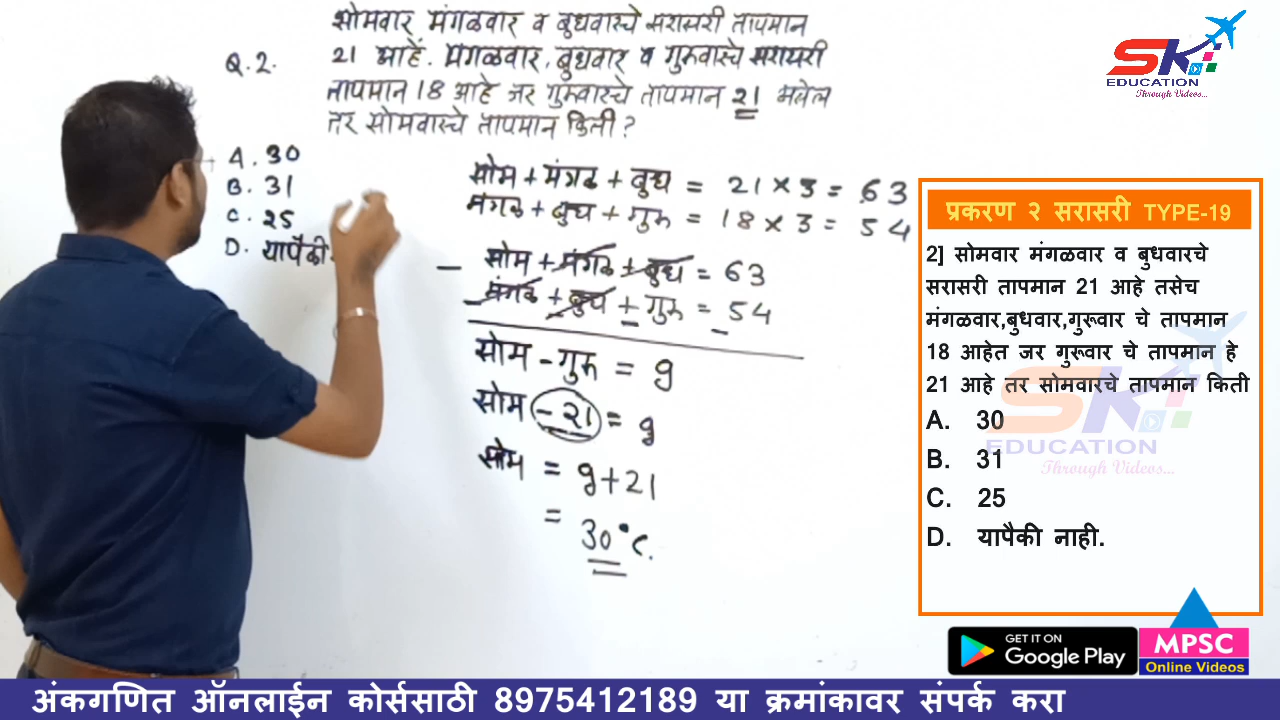 सोमवार मंगळवार व बुधवारचे सरासरी तापमान
Q.2. 21 आहे. मंगळवार, बुधवार व गुरुवारचे सरासरी
तापमान 18 आहे जर गुरुवारचे तापमान 21 असेल
तर सोमवारचे तापमान किती?
A. 30
B. 31
C. 25
D. यापैकी
सोम + मंगळ + बुध = 21 × 3 = 63
मंगळ + बुध + गुरु = 18 × 3 = 54
सोम + मंगळ + बुध = 63
मंगळ + बुध + गुरु = 54
सोम - गुरु = 9
सोम - 21 = 9
सोम = 9 + 21
= 30°C.
SK
EDUCATION
Through Videos...
प्रकरण २ सरासरी TYPE-19
2] सोमवार मंगळवार व बुधवारचे
सरासरी तापमान 21 आहे तसेच
मंगळवार,बुधवार,गुरूवार चे तापमान
18 आहेत जर गुरूवार चे तापमान हे
21 आहे तर सोमवारचे तापमान किती
A. 30
B. 31
C. 25
D. यापैकी नाही.
SK
EDUCATION
Through Videos...
GET IT ON
Google Play
MPSC
Online Videos
अंकगणित ऑनलाईन कोर्ससाठी 8975412189 या क्रमांकावर संपर्क करा